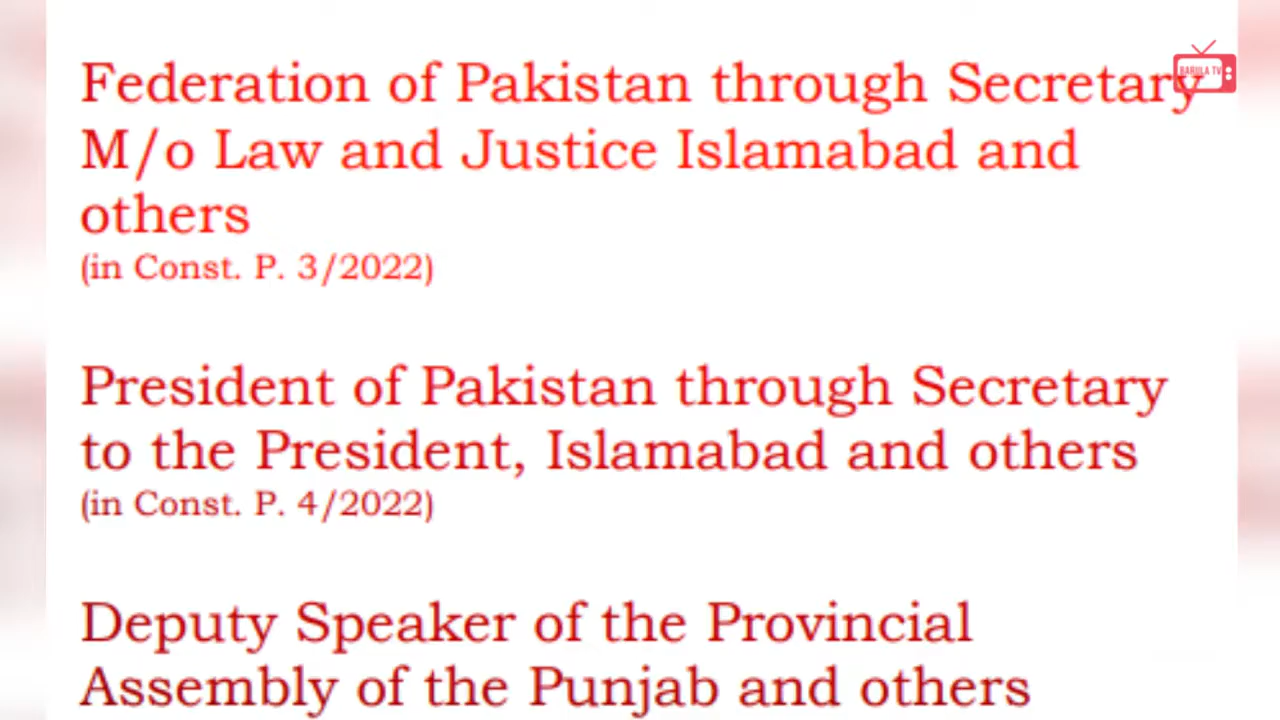 Federation of Pakistan through Secretary
M/o Law and Justice Islamabad and
others
(in Const. P. 3/2022)
President of Pakistan through Secretary
to the President, Islamabad and others
(in Const. P. 4/2022)
Deputy Speaker of the Provincial
Assembly of the Punjab and others